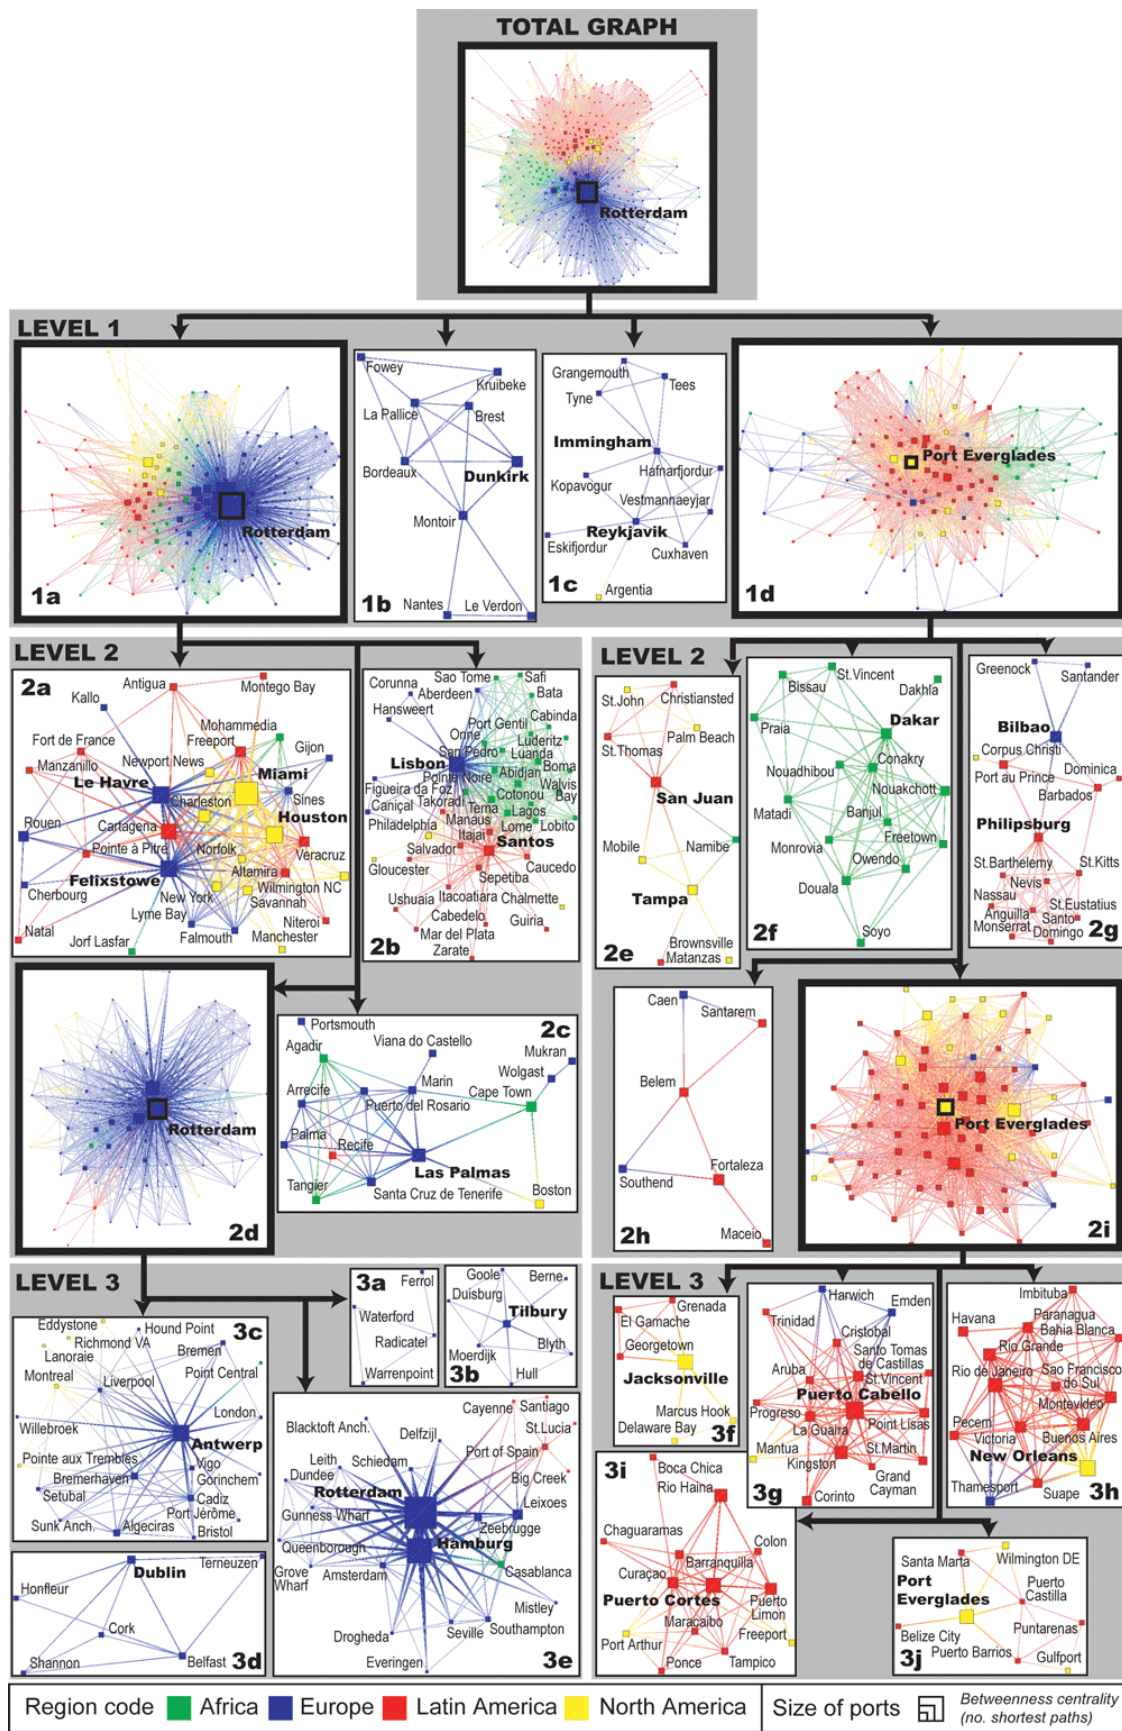 TOTAL GRAPH
Rotterdam
LEVEL 1
Rotterdam
1a
Fowey
Kruibeke
La Pallice
Brest
Bordeaux
Dunkirk
Montoir
Nantes
Le Verdon
1b
Grangemouth
Tees
Tyne
Immingham
Hafnarfjordur
Kopavogur
Vestmannaeyjar
Reykjavik
Eskifjordur
Cuxhaven
Argentia
1c
Port Everglades
1d
LEVEL 2
2a
Antigua
Montego Bay
Kallo
Mohammedia
Fort de France
Freeport
Gijon
Manzanillo
Newport News
Le Havre
Miami
Charleston
Sines
Houston
Rouen
Cartagena
Pointe à Pitre
Norfolk
Veracruz
Felixstowe
Altamira
Wilmington NC
Cherbourg
New York
Savannah
Lyme Bay
Niteroi
Natal
Falmouth
Manchester
Jorf Lasfar
Sao Tome
Safi
Corunna
Aberdeen
Bata
Hansweert
Port Gentil
Cabinda
Onne
Luderitz
San Pedro
Luanda
Lisbon
Boma
Pointe Noire
Abidjan
Figueira da Foz
Walvis
Bay
Cotonou
Caniçal
Takoradi
Tema
Lagos
Philadelphia
Manaus
Lome
Lobito
Itajai
Santos
Salvador
Gloucester
Caucedo
Sepetiba
Itacoatiara
Chalmette
Ushuaia
Cabedelo
Guiria
Mar del Plata
Zarate
2b
Rotterdam
2d
2c
Portsmouth
Viana do Castello
Agadir
Mukran
Wolgast
Arrecife
Marin
Cape Town
Puerto del Rosario
Palma
Recife
Las Palmas
Tangier
Santa Cruz de Tenerife
Boston
LEVEL 2
St.John
Christiansted
Palm Beach
St.Thomas
San Juan
Mobile
Namibe
Tampa
Brownsville
Matanzas
2e
St.Vincent
Bissau
Dakhla
Praia
Dakar
Conakry
Nouadhibou
Nouakchott
Matadi
Banjul
Freetown
Monrovia
Owendo
Douala
Soyo
2f
Greenock
Santander
Bilbao
Corpus Christi
Dominica
Port au Prince
Barbados
Philipsburg
St.Barthelemy
St.Kitts
Nevis
Nassau
St.Eustatius
Anguilla
Santo
Domingo
Monserrat
2g
Caen
Santarem
Belem
Fortaleza
Southend
Maceio
2h
Port Everglades
2i
LEVEL 3
3c
Eddystone
Hound Point
Richmond VA
Bremen
Lanoraie
Point Central
Montreal
Liverpool
Willebroek
London
Antwerp
Pointe aux Trembles
Vigo
Bremerhaven
Gorinchem
Setubal
Cadiz
Port Jérôme
Sunk Anch.
Algeciras
Bristol
3a
Ferrol
Waterford
Radicatel
Warrenpoint
Goole
Berne
Duisburg
Tilbury
Moerdijk
Blyth
Hull
3b
Dublin
Terneuzen
Honfleur
Cork
Shannon
Belfast
3d
Cayenne
Santiago
Blacktoft Anch.
Delfzijl
St.Lucia
Leith
Schiedam
Port of Spain
Dundee
Rotterdam
Big Creek
Gunness Wharf
Leixoes
Zeebrugge
Queenborough
Hamburg
Grove
Wharf
Amsterdam
Casablanca
Mistley
Drogheda
Seville
Southampton
Everingen
3e
LEVEL 3
Grenada
El Gamache
Georgetown
Jacksonville
Marcus Hook
Delaware Bay
3f
Harwich
Emden
Trinidad
Cristobal
Santo Tomas
de Castillas
Aruba
St.Vincent
Puerto Cabello
Progreso
La Guaira
Point Lisas
Mantua
St.Martin
Kingston
Grand
Cayman
Corinto
3g
Imbituba
Havana
Paranagua
Bahia Blanca
Rio Grande
Rio de Janeiro
Sao Francisco
do Sul
Montevideo
Pecem
Victoria
Buenos Aires
New Orleans
Thamesport
Suape
3h
3i
Boca Chica
Rio Haina
Chaguaramas
Colon
Barranquilla
Curaçao
Puerto Cortes
Puerto
Limon
Maracaibo
Port Arthur
Freeport
Ponce
Tampico
Santa Marta
Wilmington DE
Port
Everglades
Puerto
Castilla
Belize City
Puntarenas
Puerto Barrios
Gulfport
3j
Region code Africa Europe Latin America North America Size of ports Betweenness centrality
(no. shortest paths)